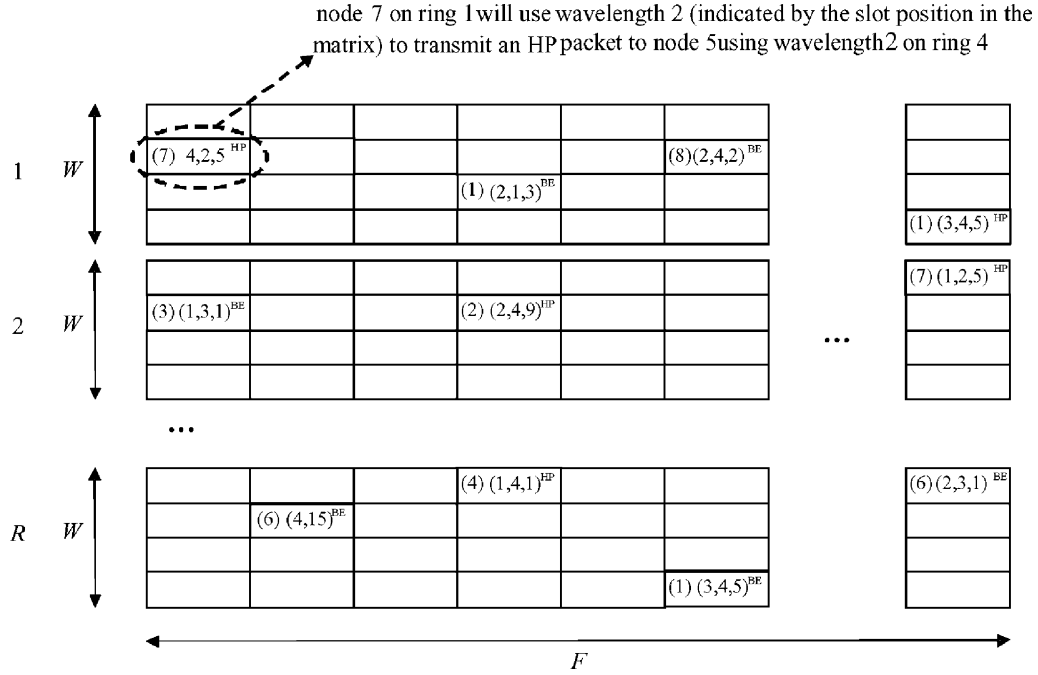 node 7 on ring 1 will use wavelength 2 (indicated by the slot position in the
matrix) to transmit an HP packet to node 5 using wavelength 2 on ring 4
1 W
(7) 4,2,5 HP
(8)(2,4,2) BE
(1) (2,1,3) BE
(1) (3,4,5) HP
2 W
(7) (1,2,5) HP
(3)(1,3,1) BE
(2) (2,4,9) HP
...
...
R W
(4) (1,4,1) HP
(6)(2,3,1) BE
(6) (4,15) BE
(1) (3,4,5) BE
F